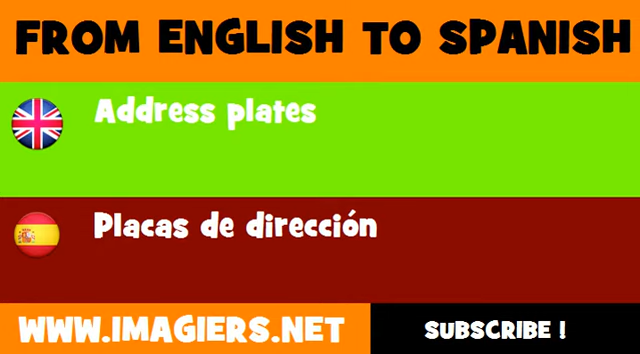 FROM ENGLISH TO SPANISH
Address plates
Placas de dirección
WWW.IMAGIERS.NET
SUBSCRIBE !